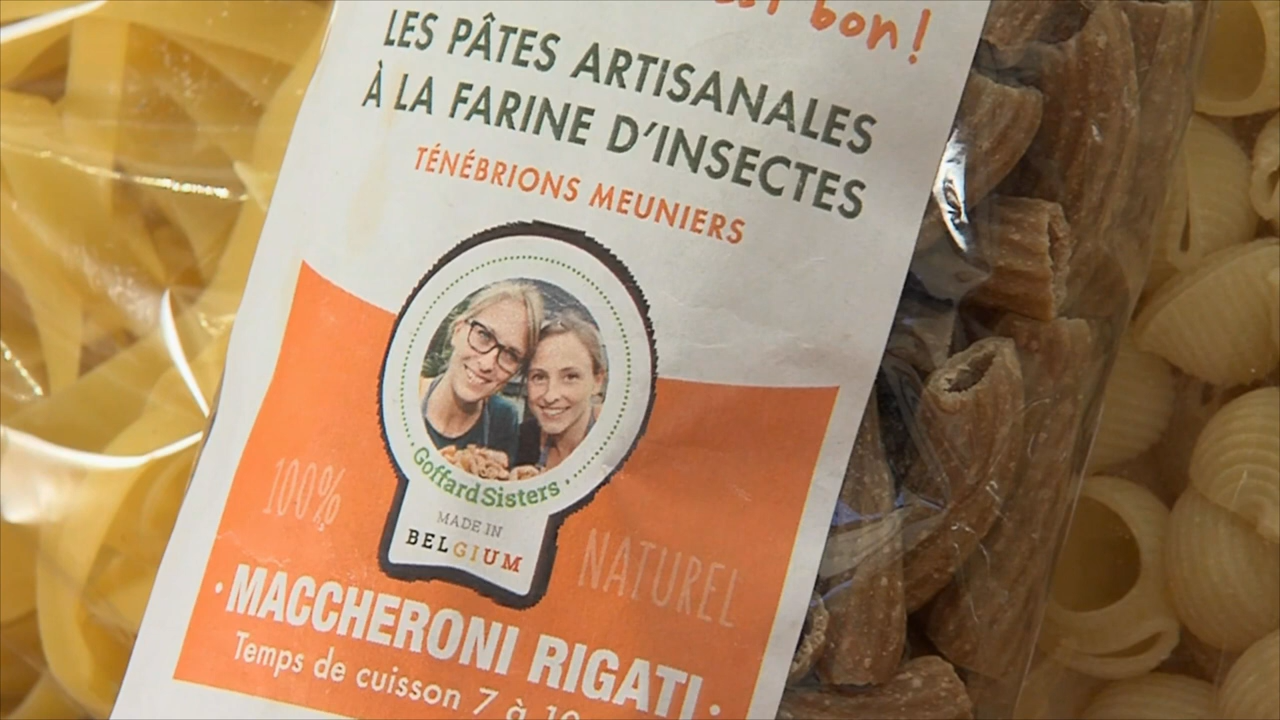 bon !
LES PÂTES ARTISANALES
À LA FARINE D'INSECTES
TÉNÉBRIONS MEUNIERS
GoffardSisters
MADE IN
BELGIUM
100%
NATUREL
• MACCHERONI RIGATI •
Temps de cuisson 7 à